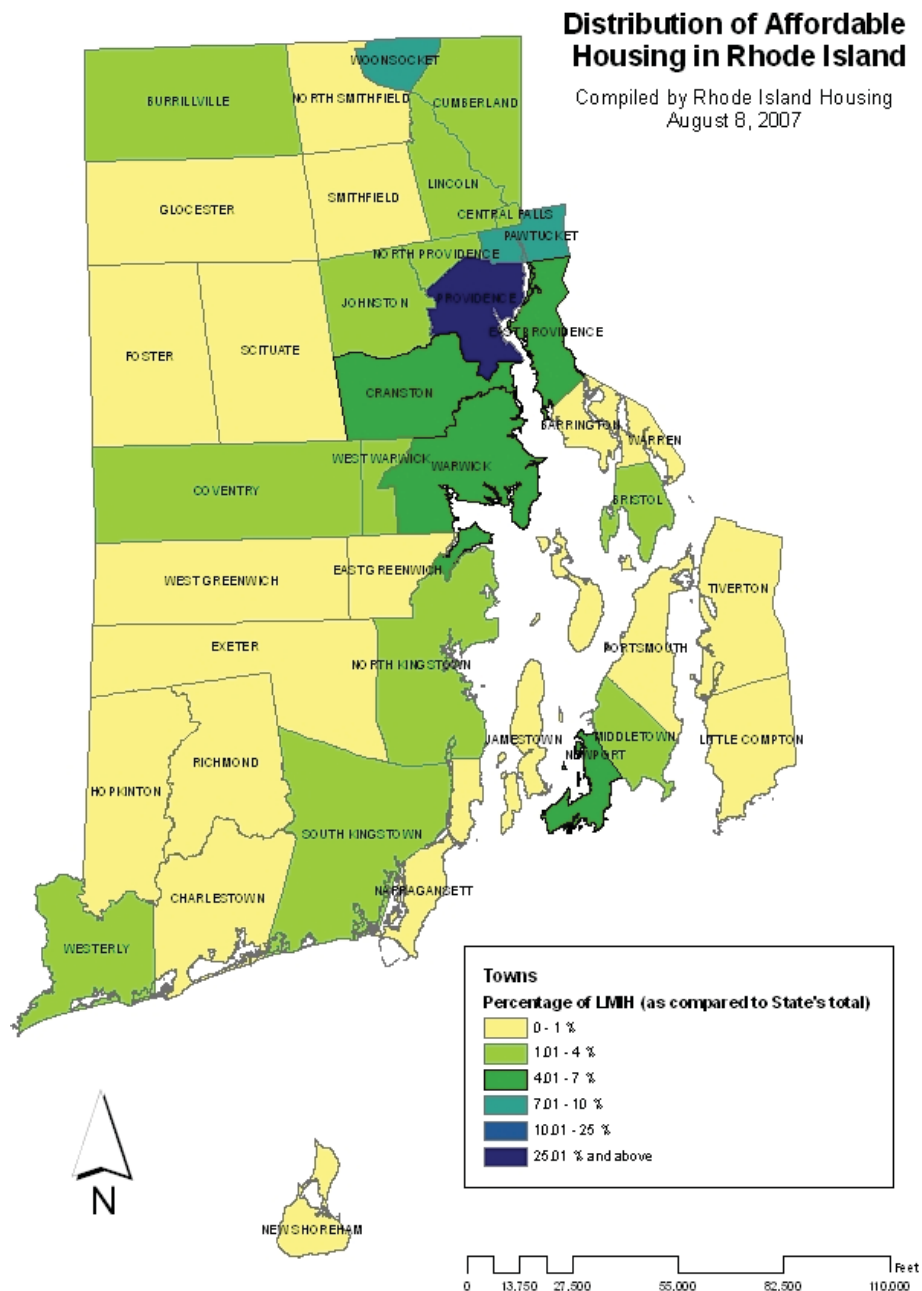 Distribution of Affordable
Housing in Rhode Island
Compiled by Rhode Island Housing
August 8, 2007
WOONSOCKET
BURRILLVILLE
NORTH SMITHFIELD
CUMBERLAND
LINCOLN
SMITHFIELD
GLOCESTER
CENTRAL FALLS
PAWTUCKET
NORTH PROVIDENCE
JOHNSTON
PROVIDENCE
EAST PROVIDENCE
FOSTER
SCITUATE
CRANSTON
BARRINGTON
WARREN
WEST WARWICK
WARWICK
COVENTRY
BRISTOL
WEST GREENWICH
EAST GREENWICH
TIVERTON
EXETER
PORTSMOUTH
NORTH KINGSTOWN
JAMESTOWN
MIDDLETOWN
LITTLE COMPTON
NEWPORT
RICHMOND
HOPKINTON
SOUTH KINGSTOWN
NARRAGANSETT
CHARLESTOWN
WESTERLY
Towns
Percentage of LMIH (as compared to State's total)
0 - 1 %
1.01 - 4 %
4.01 - 7 %
7.01 - 10 %
10.01 - 25 %
25.01 % and above
N
NEW SHOREHAM
Feet
0 13,750 27,500 55,000 82,500 110,000